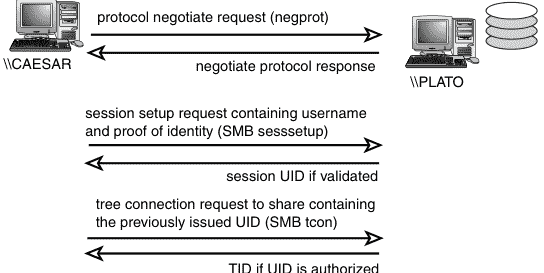 protocol negotiate request (negprot)
\\CAESAR
negotiate protocol response
\\PLATO
session setup request containing username
and proof of identity (SMB sesssetup)
session UID if validated
tree connection request to share containing
the previously issued UID (SMB tcon)
TID if UID is authorized